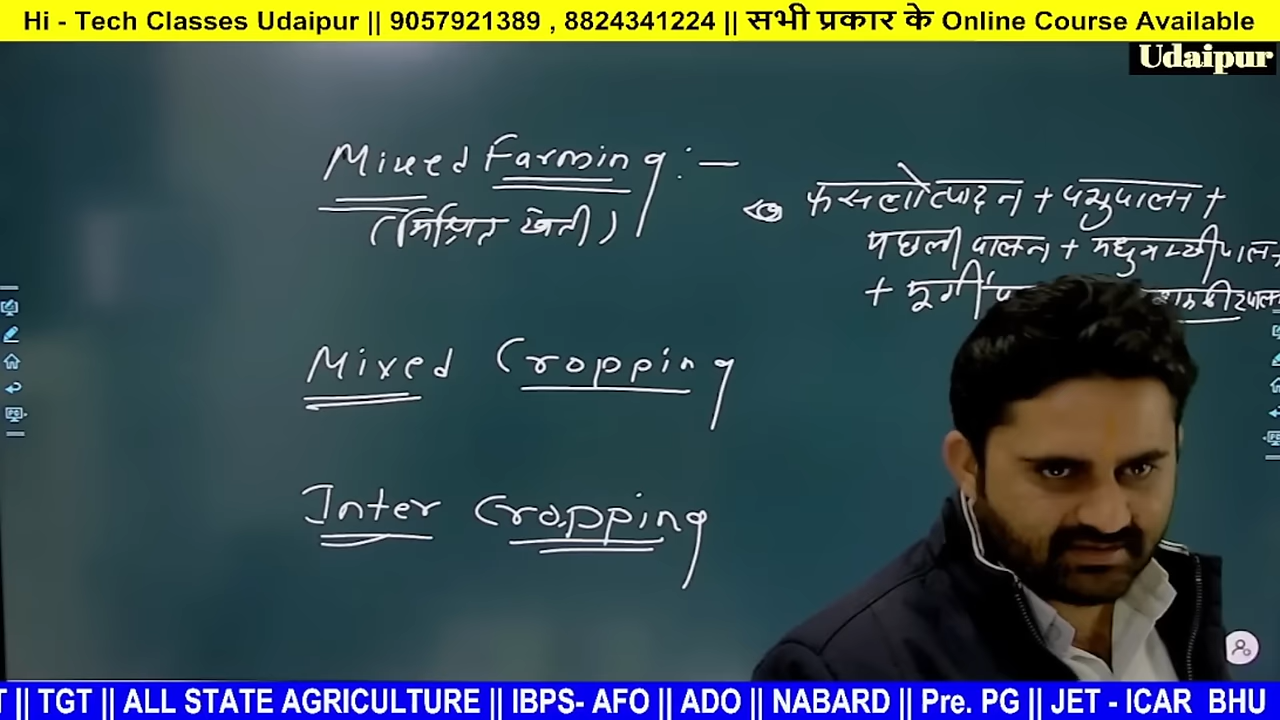 Hi - Tech Classes Udaipur || 9057921389 , 8824341224 || सभी प्रकार के Online Course Available
Udaipur
Mixed Farming :-
(मिश्रित खेती)
फसलोत्पादन + पशुपालन +
मछली पालन + मधुमक्खीपालन
+ मुर्गी
Mixed Cropping
Inter Cropping
T || TGT || ALL STATE AGRICULTURE || IBPS- AFO || ADO || NABARD || Pre. PG || JET - ICAR BHU